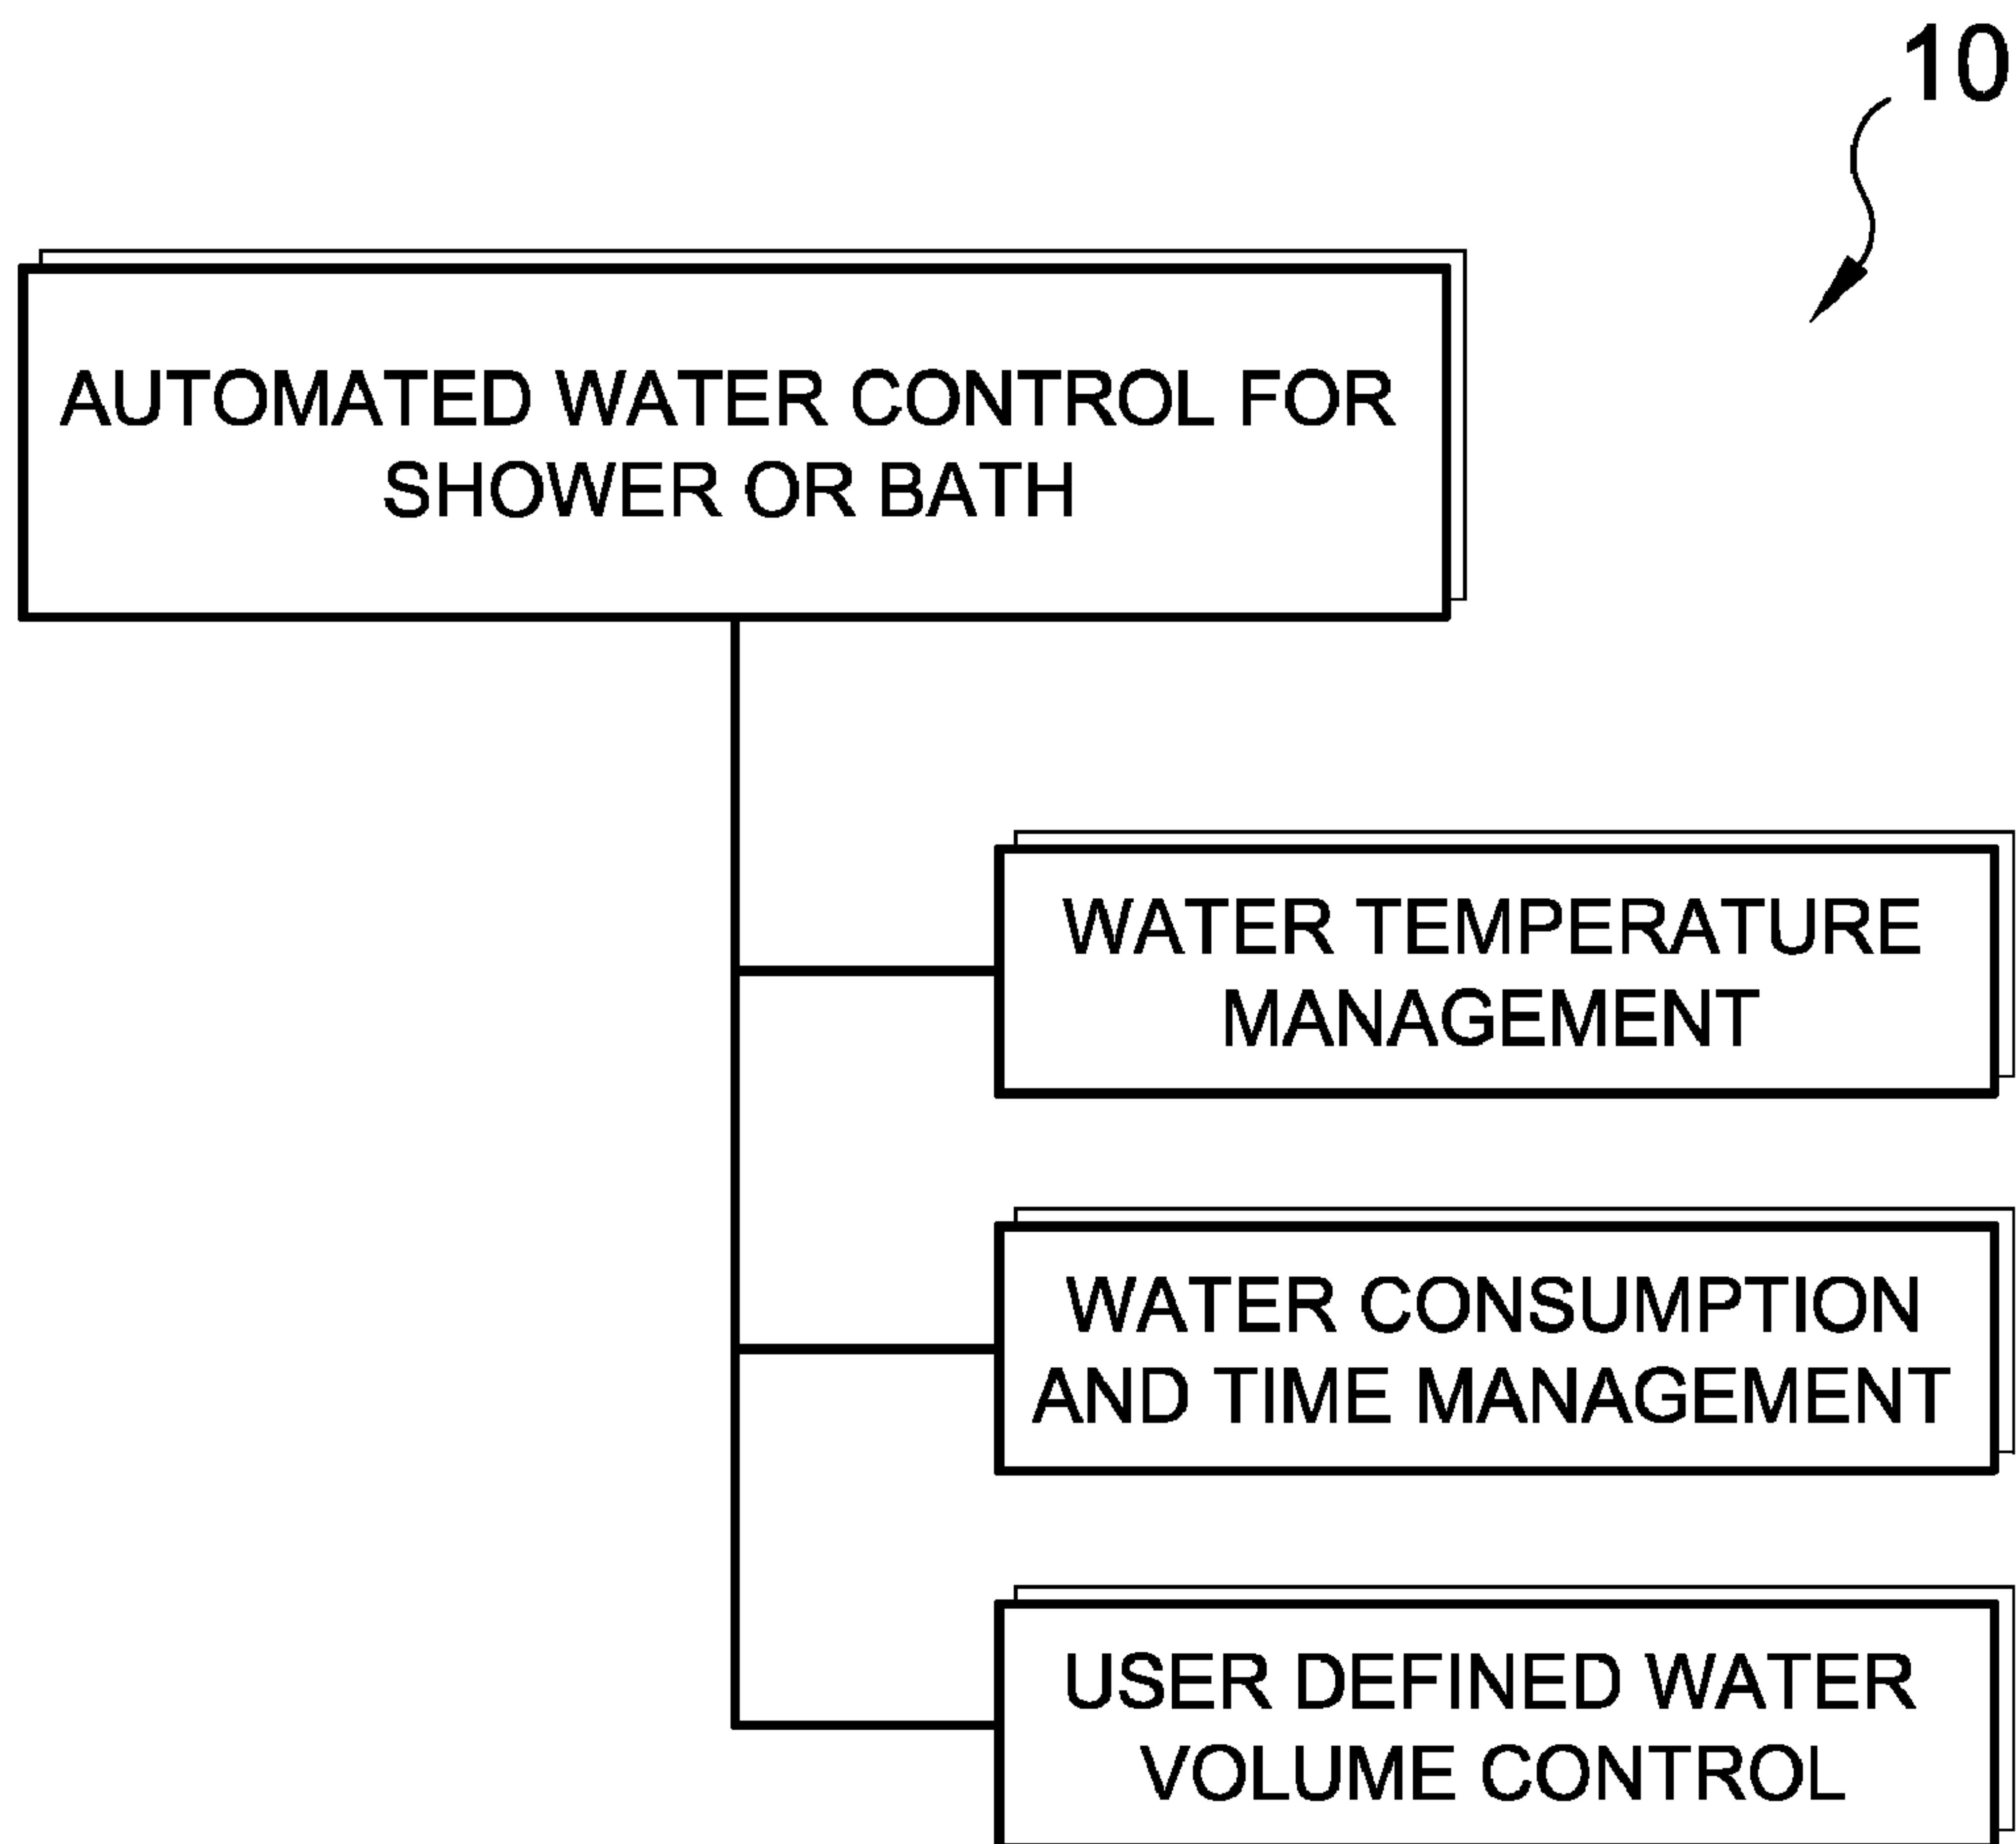 10
AUTOMATED WATER CONTROL FOR
SHOWER OR BATH
WATER TEMPERATURE
MANAGEMENT
WATER CONSUMPTION
AND TIME MANAGEMENT
USER DEFINED WATER
VOLUME CONTROL